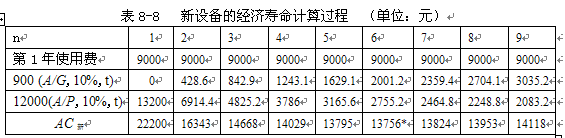 表 8-8 新设备的经济寿命计算过程 （单位：元）
n 1 2 3 4 5 6 7 8 9
第 1 年使用费 9000 9000 9000 9000 9000 9000 9000 9000 9000
900 (A/G, 10%, t) 0 428.6 842.9 1243.1 1629.1 2001.2 2359.4 2704.1 3035.2
12000(A/P, 10%, t) 13200 6914.4 4825.2 3786 3165.6 2755.2 2464.8 2248.8 2083.2
AC新 22200 16343 14668 14029 13795 13756* 13824 13953 14118